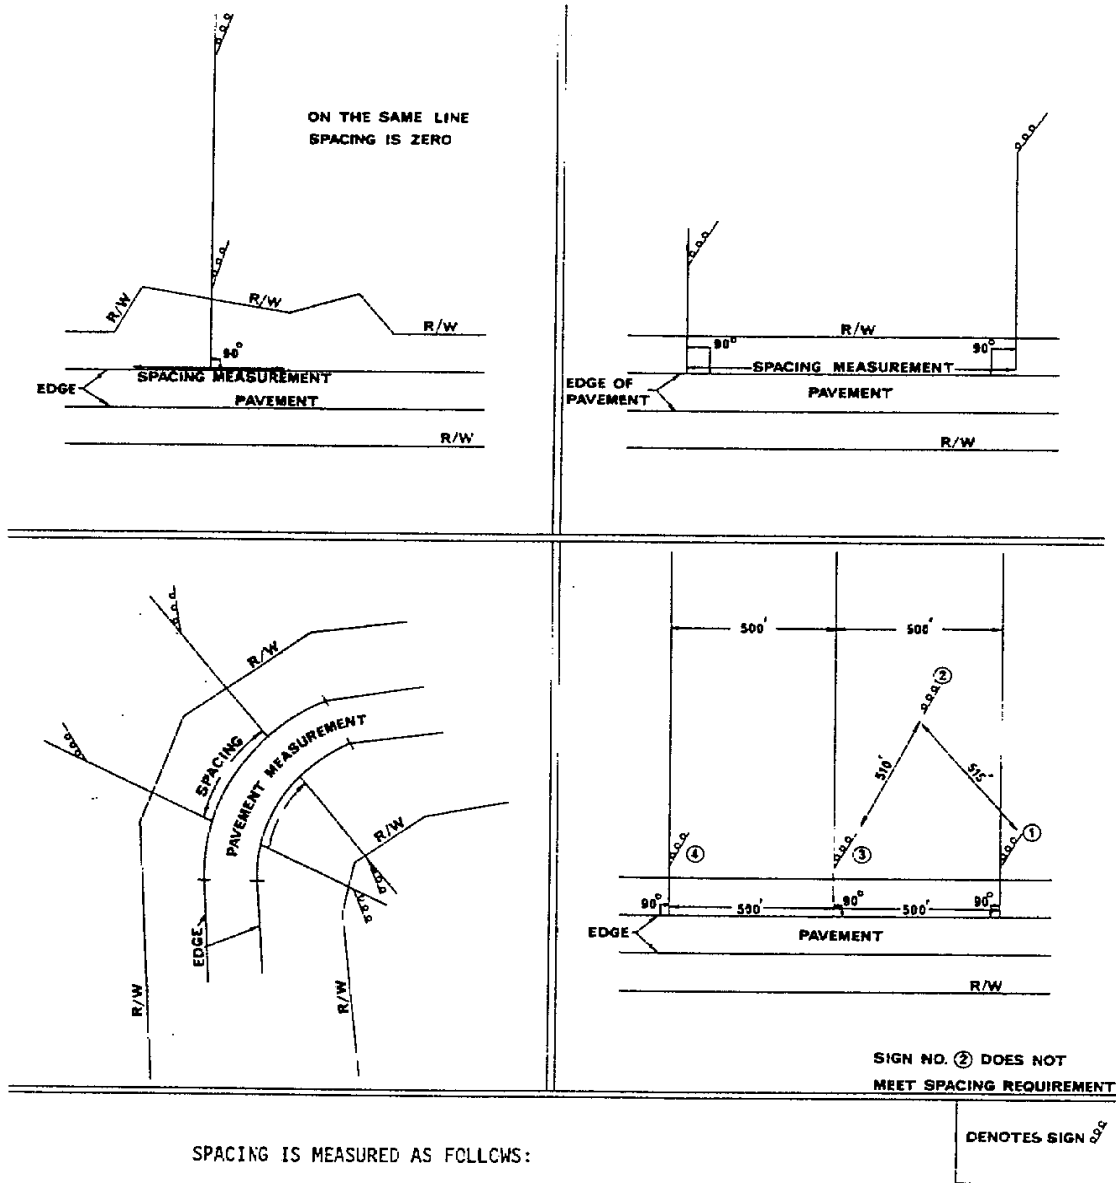 ON THE SAME LINE
SPACING IS ZERO
R/W
R/W
R/W
90°
SPACING MEASUREMENT
EDGE
PAVEMENT
R/W
R/W
90°
90°
SPACING MEASUREMENT
EDGE OF
PAVEMENT
PAVEMENT
R/W
R/W
SPACING
PAVEMENT MEASUREMENT
R/W
EDGE
R/W
R/W
500'
500'
②
510'
515'
①
④
③
90°
90°
90°
500'
500'
EDGE
PAVEMENT
R/W
SIGN NO. ② DOES NOT
MEET SPACING REQUIREMENT
DENOTES SIGN
SPACING IS MEASURED AS FOLLCWS: